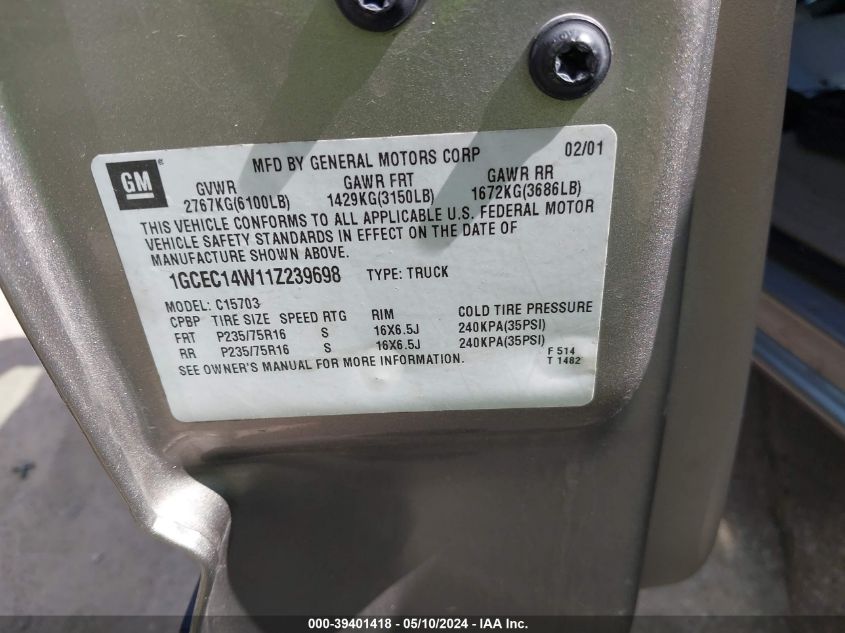 GM ®
MFD BY GENERAL MOTORS CORP 02/01
GVWR GAWR FRT GAWR RR
2767KG(6100LB) 1429KG(3150LB) 1672KG(3686LB)
THIS VEHICLE CONFORMS TO ALL APPLICABLE U.S. FEDERAL MOTOR
VEHICLE SAFETY STANDARDS IN EFFECT ON THE DATE OF
MANUFACTURE SHOWN ABOVE.
1GCEC14W11Z239698 TYPE: TRUCK
MODEL: C15703
CPBP TIRE SIZE SPEED RTG RIM COLD TIRE PRESSURE
FRT P235/75R16 S 16X6.5J 240KPA(35PSI)
RR P235/75R16 S 16X6.5J 240KPA(35PSI)
SEE OWNER'S MANUAL FOR MORE INFORMATION.
F 514
T 1482
000-39401418 - 05/10/2024 - IAA Inc.